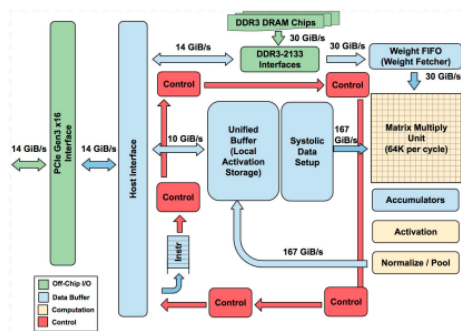 DDR3 DRAM Chips
30 GiB/s
14 GiB/s
DDR3-2133
Interfaces
30 GiB/s
Weight FIFO
(Weight Fetcher)
30 GiB/s
Control
Control
PCIe Gen3 x16
Interface
Host Interface
14 GiB/s
14 GiB/s
10 GiB/s
Unified
Buffer
(Local
Activation
Storage)
Systolic
Data
Setup
167
GiB/s
Matrix Multiply
Unit
(64K per cycle)
Control
Accumulators
Activation
Normalize / Pool
Instr
167 GiB/s
Off-Chip I/O
Data Buffer
Computation
Control
Control
Control
Control